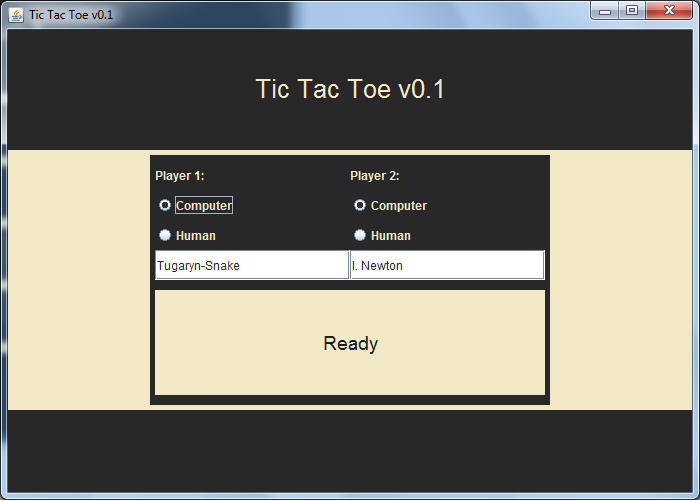 Tic Tac Toe v0.1
Tic Tac Toe v0.1
Player 1: Player 2:
Computer Computer
Human Human
Tugaryn-Snake I. Newton
Ready